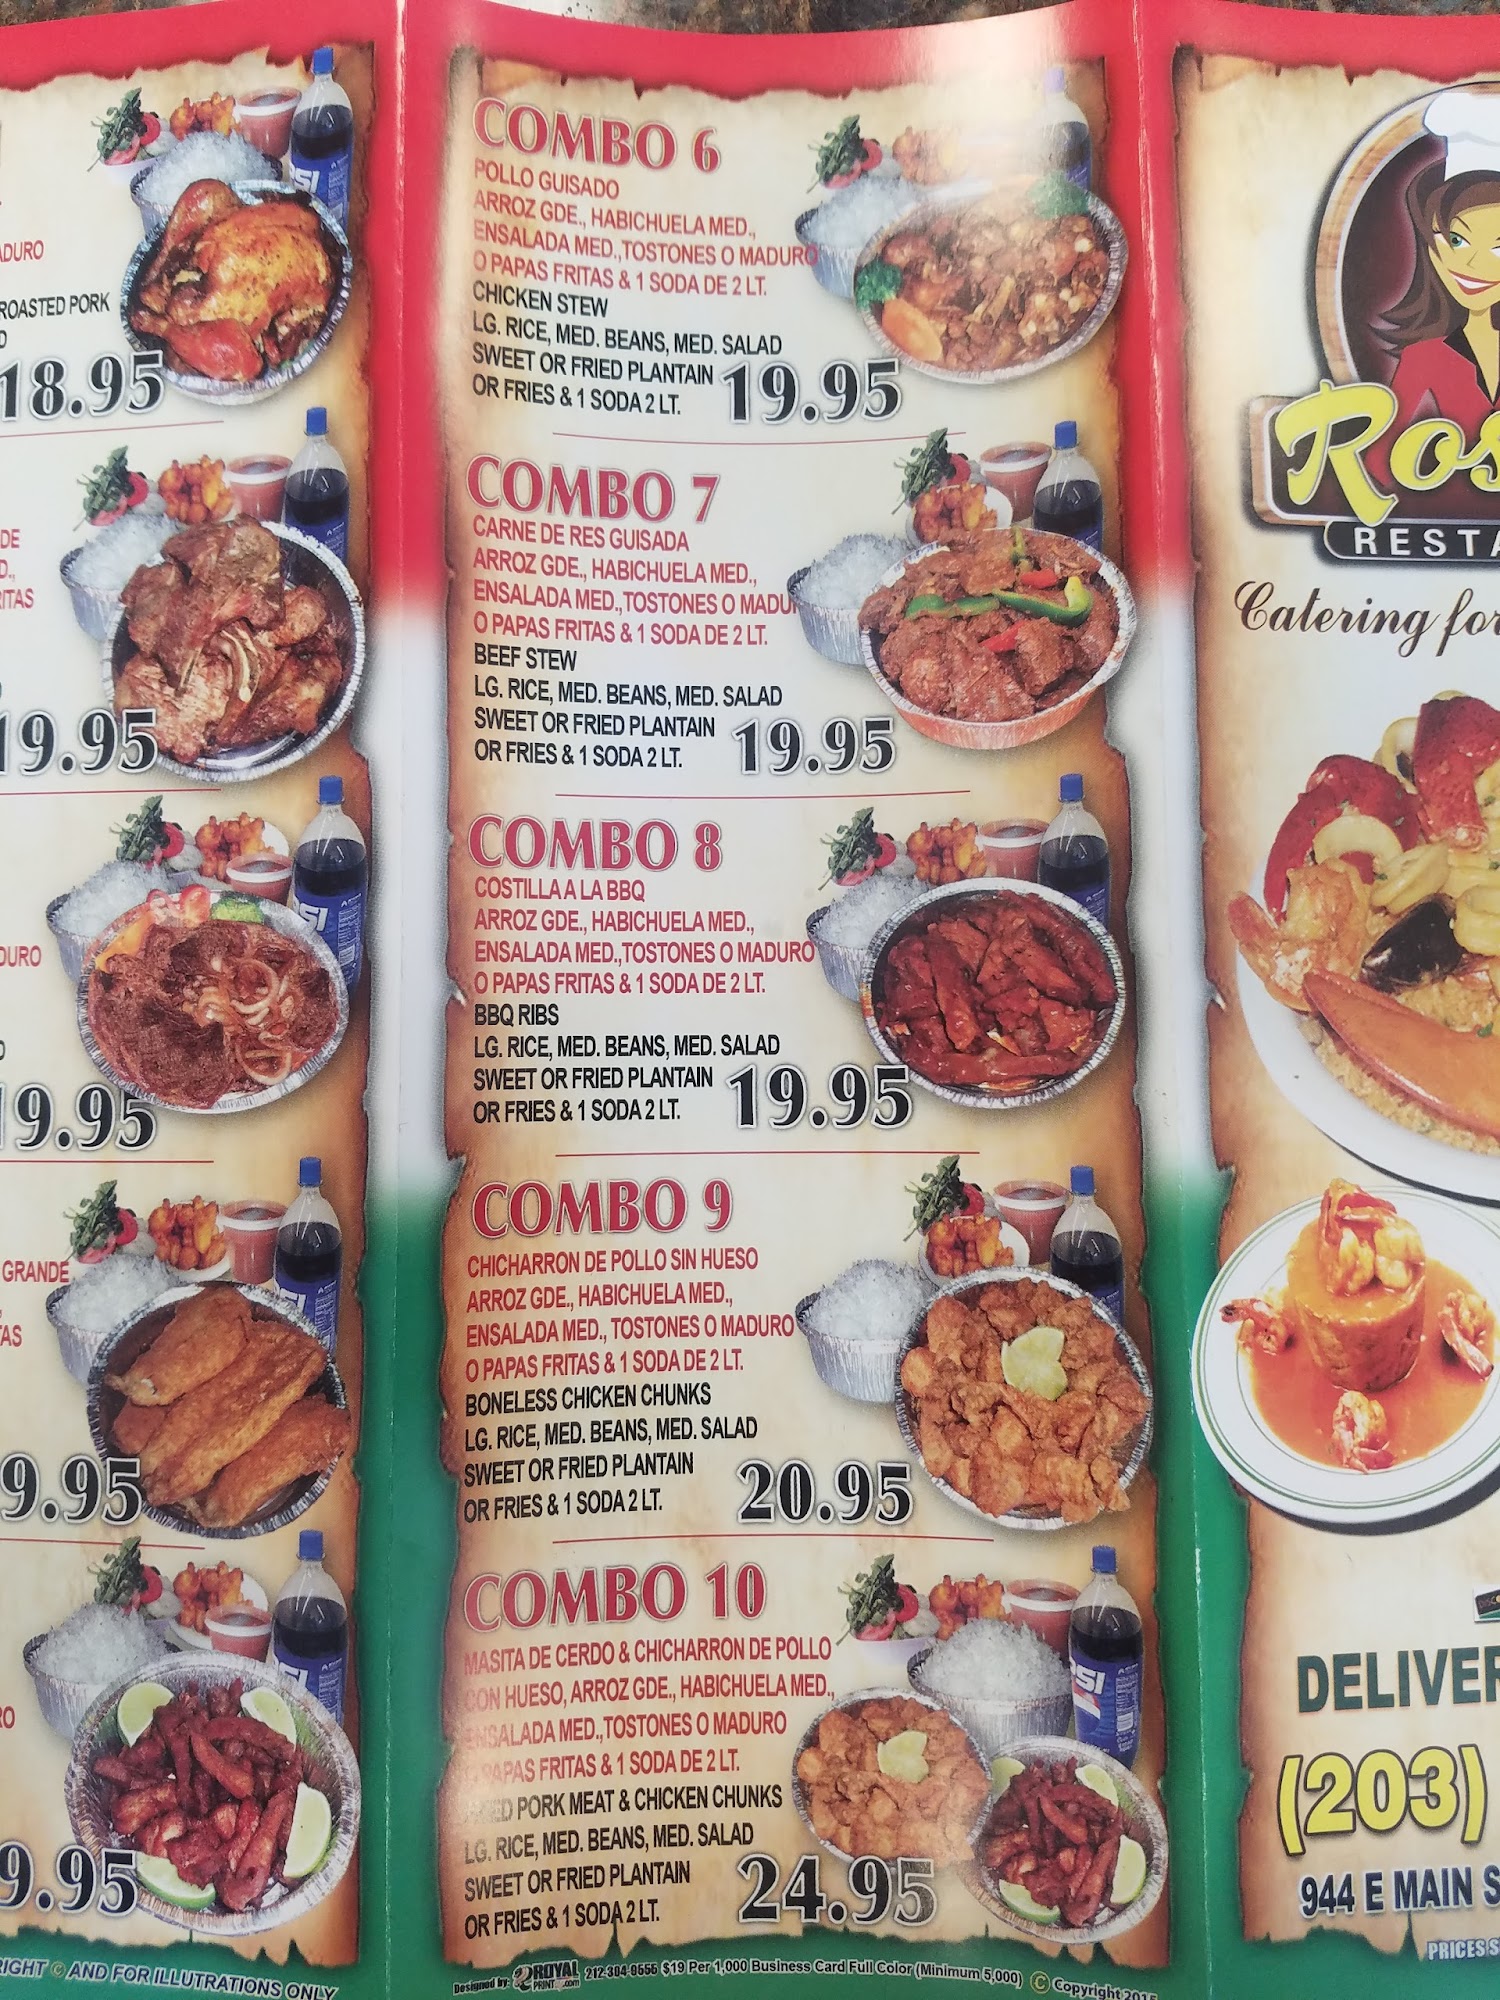 MADURO
ROASTED PORK
18.95
DE
19.95
19.95
GRANDE
9.95
9.95
AND FOR ILLUTRATIONS ONLY
COMBO 6
POLLO GUISADO
ARROZ GDE., HABICHUELA MED.,
ENSALADA MED.,TOSTONES O MADURO
O PAPAS FRITAS & 1 SODA DE 2 LT.
CHICKEN STEW
LG. RICE, MED. BEANS, MED. SALAD
SWEET OR FRIED PLANTAIN
OR FRIES & 1 SODA 2 LT.
19.95
COMBO 7
CARNE DE RES GUISADA
ARROZ GDE., HABICHUELA MED.,
ENSALADA MED.,TOSTONES O MADU
O PAPAS FRITAS & 1 SODA DE 2 LT.
BEEF STEW
LG. RICE, MED. BEANS, MED. SALAD
SWEET OR FRIED PLANTAIN
OR FRIES & 1 SODA 2 LT.
19.95
COMBO 8
COSTILLA A LA BBQ
ARROZ GDE., HABICHUELA MED.,
ENSALADA MED.,TOSTONES O MADURO
O PAPAS FRITAS & 1 SODA DE 2 LT.
BBQ RIBS
LG. RICE, MED. BEANS, MED. SALAD
SWEET OR FRIED PLANTAIN
OR FRIES & 1 SODA 2 LT.
19.95
COMBO 9
CHICHARRON DE POLLO SIN HUESO
ARROZ GDE., HABICHUELA MED.,
ENSALADA MED., TOSTONES O MADURO
O PAPAS FRITAS & 1 SODA DE 2 LT.
BONELESS CHICKEN CHUNKS
LG. RICE, MED. BEANS, MED. SALAD
SWEET OR FRIED PLANTAIN
OR FRIES & 1 SODA 2 LT.
20.95
COMBO 10
MASITA DE CERDO & CHICHARRON DE POLLO
CON HUESO, ARROZ GDE., HABICHUELA MED.,
ENSALADA MED.,TOSTONES O MADURO
O PAPAS FRITAS & 1 SODA DE 2 LT.
PORK MEAT & CHICKEN CHUNKS
LG. RICE, MED. BEANS, MED. SALAD
SWEET OR FRIED PLANTAIN
OR FRIES & 1 SODA 2 LT.
24.95
Designed by: ROYAL PRINT .com 212-304-0555 $19 Per 1,000 Business Card Full Color (Minimum 5,000) © Copyright 2015
Ros
RESTA
Catering for
DELIVER
(203)
944 E MAIN S
PRICES S